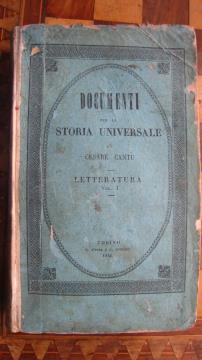 DOCUMENTI
PER LA
STORIA UNIVERSALE
DI
CESARE CANTU
LETTERATURA
VOL. I
TORINO